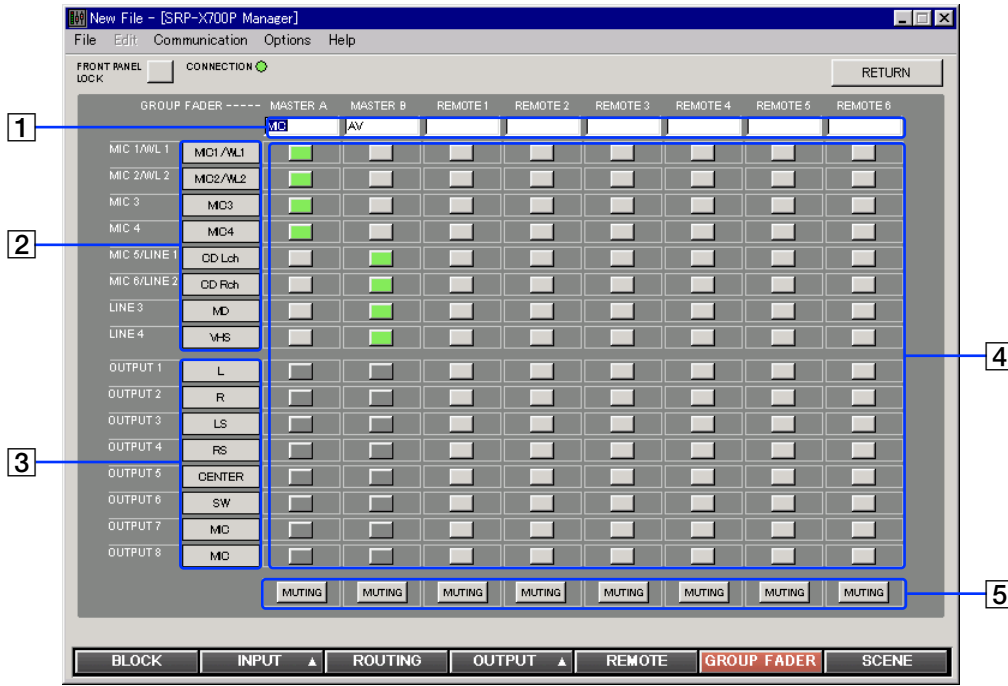 New File - [SRP-X700P Manager]
File Edit Communication Options Help
FRONT PANEL LOCK CONNECTION RETURN
GROUP FADER ----- MASTER A MASTER B REMOTE 1 REMOTE 2 REMOTE 3 REMOTE 4 REMOTE 5 REMOTE 6
1 MIC AV
MIC 1/WL 1 MIC1/WL1
MIC 2/WL 2 MIC2/WL2
MIC 3 MIC3
MIC 4 MIC4
2
MIC 5/LINE 1 CD Lch
MIC 6/LINE 2 CD Rch
LINE 3 MD
LINE 4 VHS
4
OUTPUT 1 L
OUTPUT 2 R
OUTPUT 3 LS
OUTPUT 4 RS
3
OUTPUT 5 CENTER
OUTPUT 6 SW
OUTPUT 7 MIC
OUTPUT 8 MIC
MUTING MUTING MUTING MUTING MUTING MUTING MUTING MUTING 5
BLOCK INPUT ▲ ROUTING OUTPUT ▲ REMOTE GROUP FADER SCENE